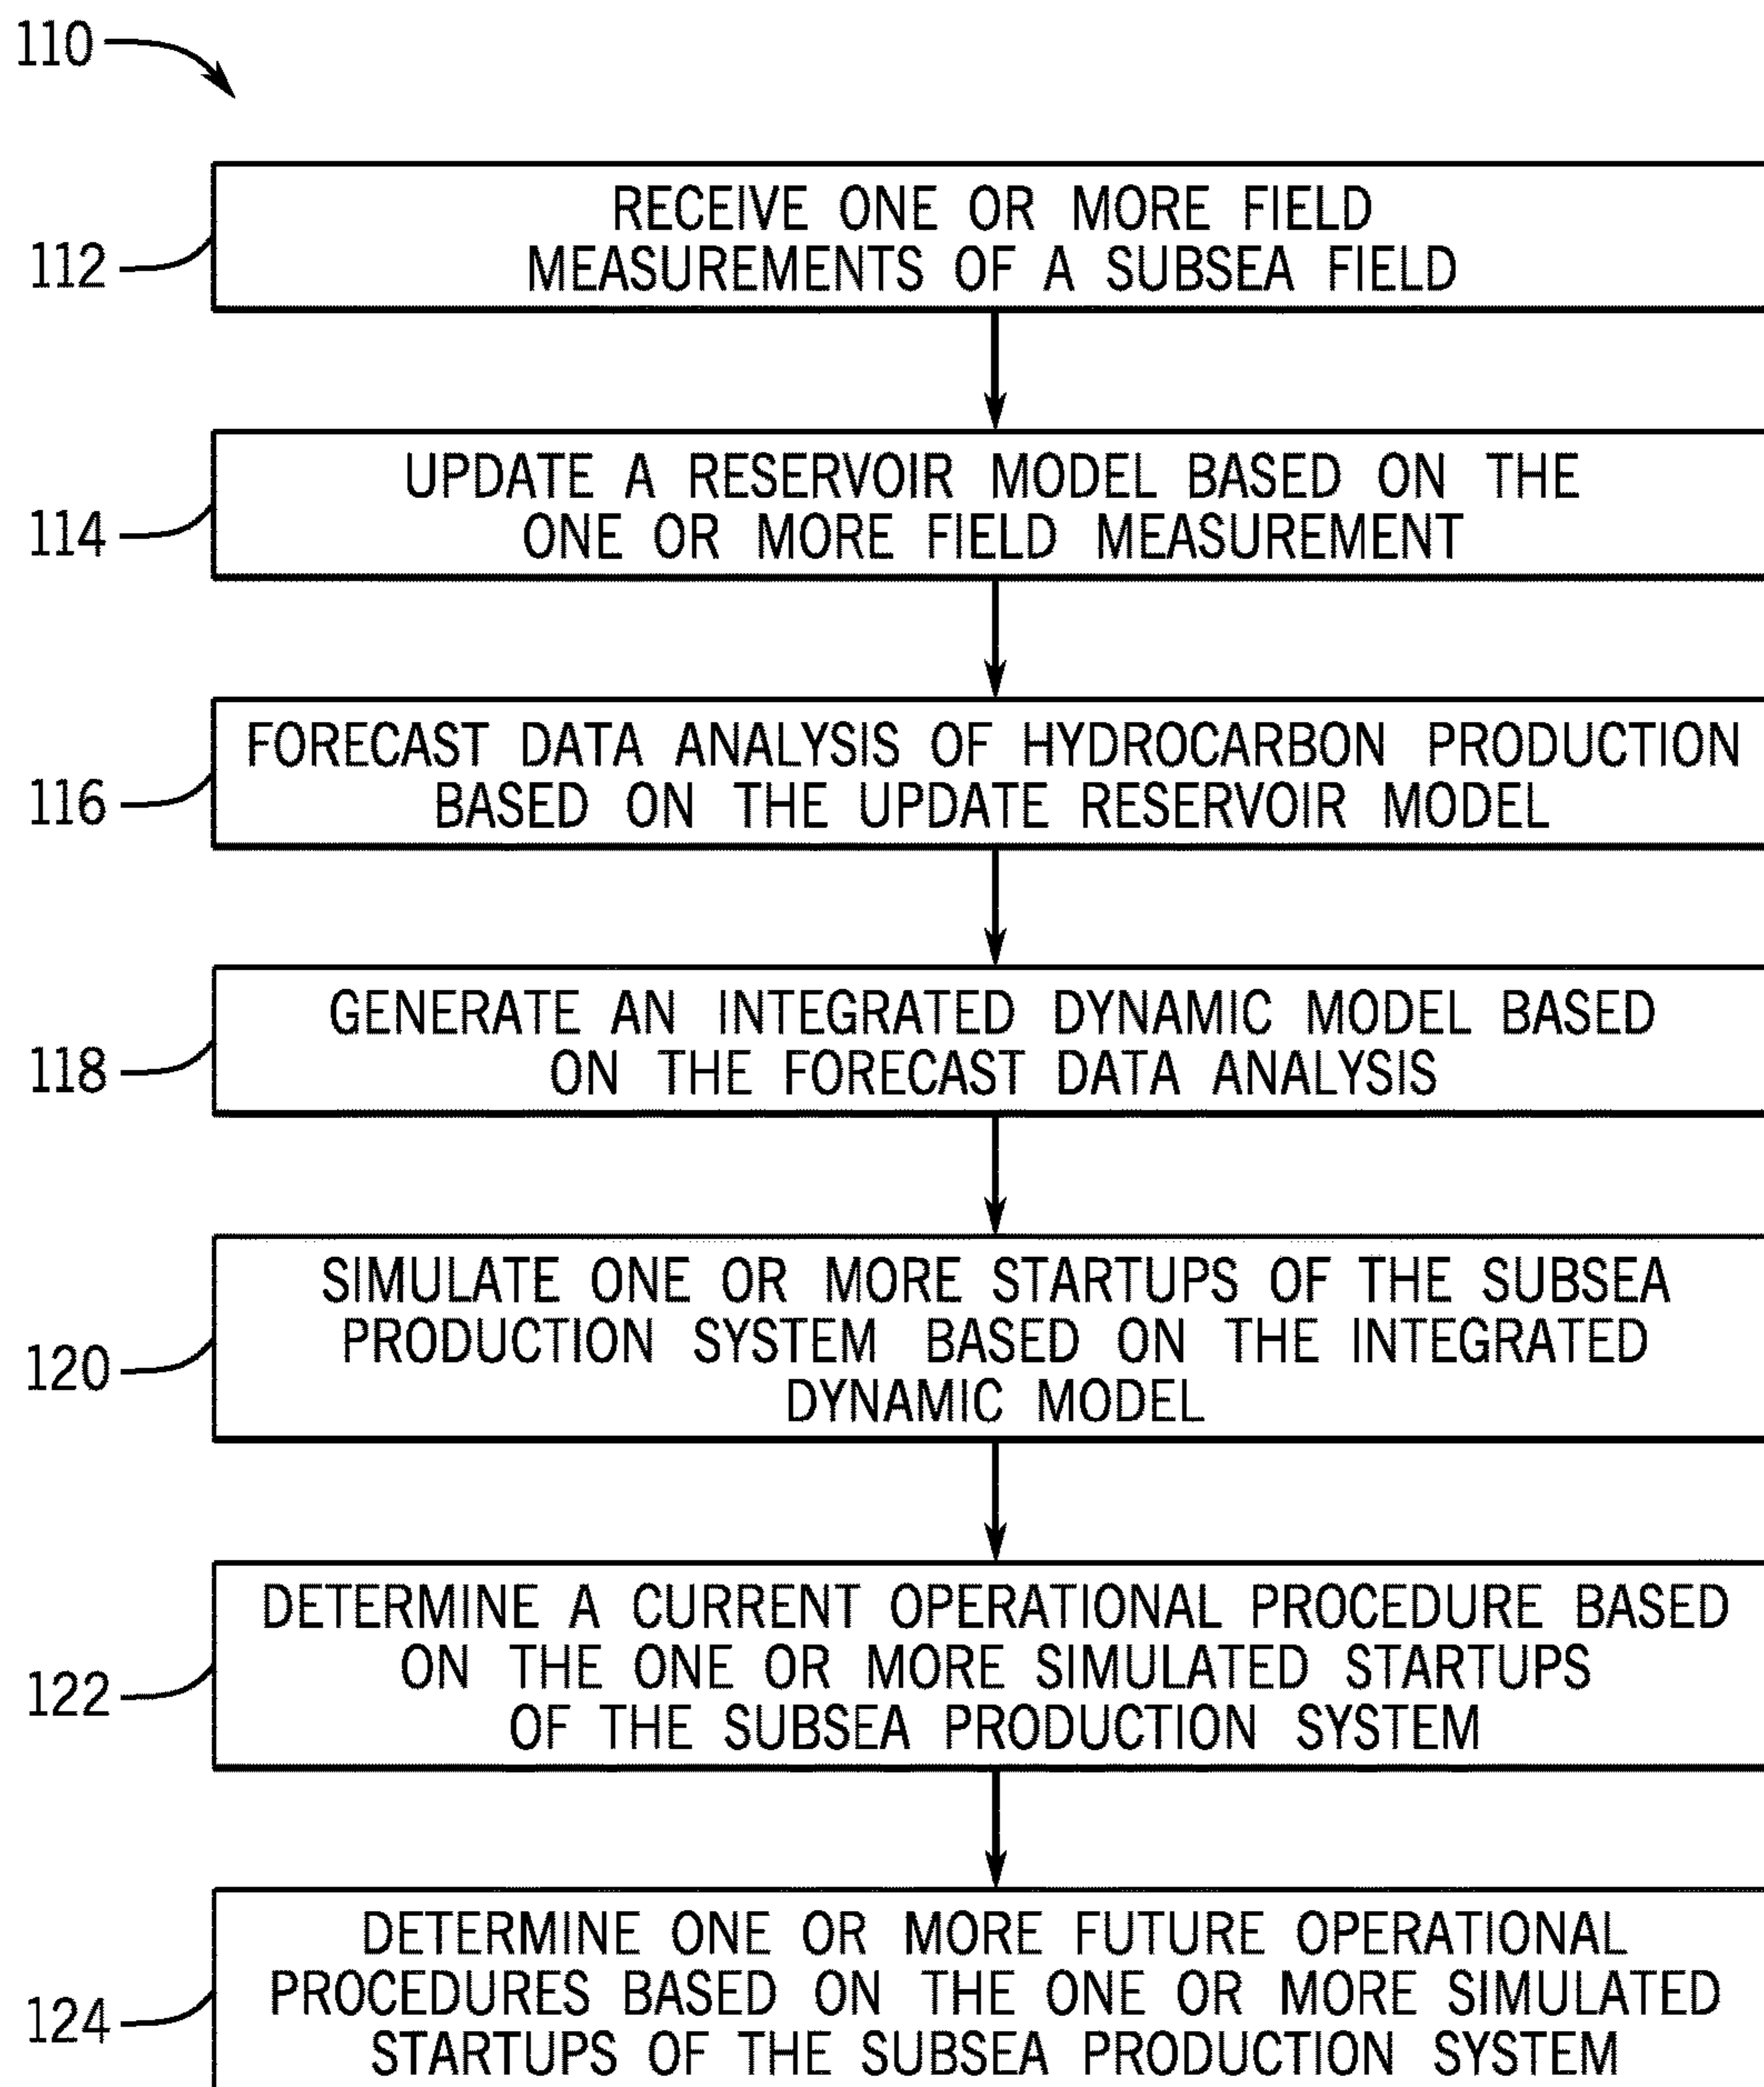 110
RECEIVE ONE OR MORE FIELD
MEASUREMENTS OF A SUBSEA FIELD
112
UPDATE A RESERVOIR MODEL BASED ON THE
ONE OR MORE FIELD MEASUREMENT
114
FORECAST DATA ANALYSIS OF HYDROCARBON PRODUCTION
BASED ON THE UPDATE RESERVOIR MODEL
116
GENERATE AN INTEGRATED DYNAMIC MODEL BASED
ON THE FORECAST DATA ANALYSIS
118
SIMULATE ONE OR MORE STARTUPS OF THE SUBSEA
PRODUCTION SYSTEM BASED ON THE INTEGRATED
DYNAMIC MODEL
120
DETERMINE A CURRENT OPERATIONAL PROCEDURE BASED
ON THE ONE OR MORE SIMULATED STARTUPS
OF THE SUBSEA PRODUCTION SYSTEM
122
DETERMINE ONE OR MORE FUTURE OPERATIONAL
PROCEDURES BASED ON THE ONE OR MORE SIMULATED
STARTUPS OF THE SUBSEA PRODUCTION SYSTEM
124